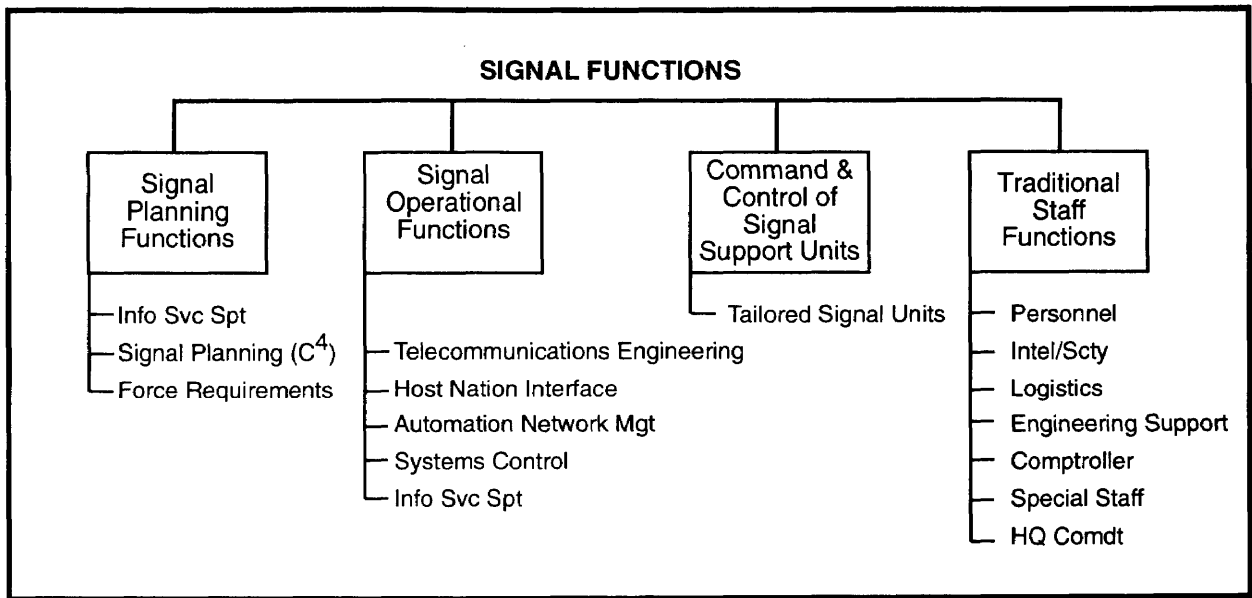 SIGNAL FUNCTIONS
Signal
Planning
Functions
Info Svc Spt
Signal Planning (C4)
Force Requirements
Signal
Operational
Functions
Telecommunications Engineering
Host Nation Interface
Automation Network Mgt
Systems Control
Info Svc Spt
Command &
Control of
Signal
Support Units
Tailored Signal Units
Traditional
Staff
Functions
Personnel
Intel/Scty
Logistics
Engineering Support
Comptroller
Special Staff
HQ Comdt